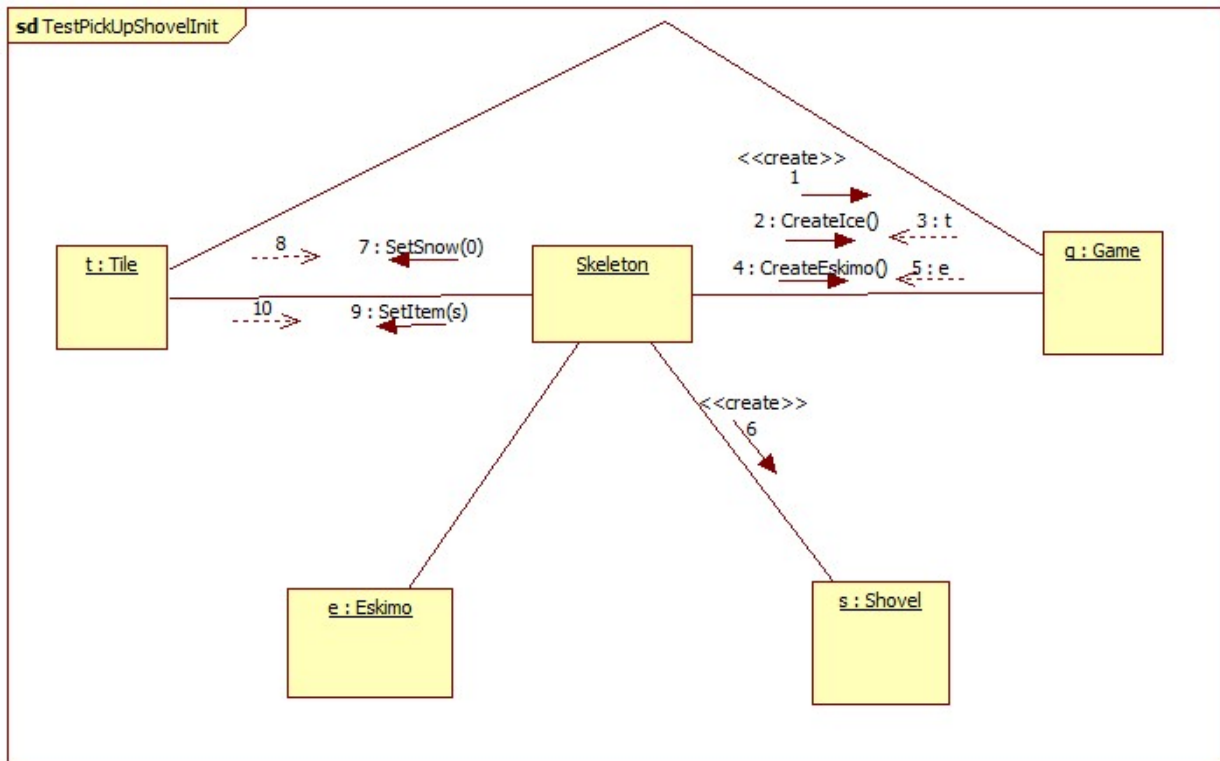 sd TestPickUpShovelInit
<<create>>
1
2 : CreateIce()
3 : t
8
7 : SetSnow(0)
t : Tile
Skeleton
g : Game
4 : CreateEskimo()
5 : e
10
9 : SetItem(s)
<<create>>
6
e : Eskimo
s : Shovel